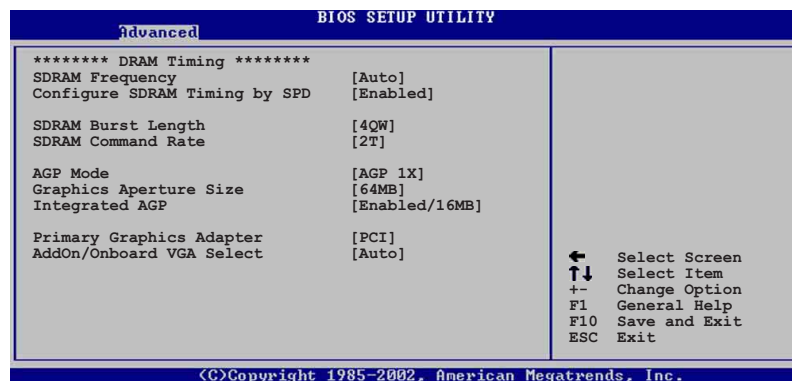 BIOS SETUP UTILITY
Advanced
******** DRAM Timing ********
SDRAM Frequency [Auto]
Configure SDRAM Timing by SPD [Enabled]
SDRAM Burst Length [4QW]
SDRAM Command Rate [2T]
AGP Mode [AGP 1X]
Graphics Aperture Size [64MB]
Integrated AGP [Enabled/16MB]
Primary Graphics Adapter [PCI]
AddOn/Onboard VGA Select [Auto]
← Select Screen
↑↓ Select Item
+- Change Option
F1 General Help
F10 Save and Exit
ESC Exit
(C)Copyright 1985-2002, American Megatrends, Inc.